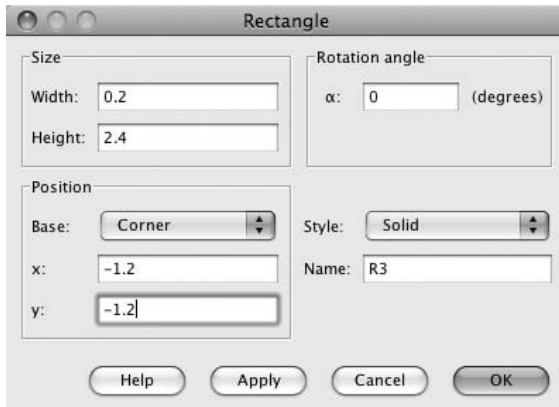 Rectangle
Size
Width: 0.2
Height: 2.4
Rotation angle
α: 0 (degrees)
Position
Base: Corner
x: -1.2
y: -1.2
Style: Solid
Name: R3
Help Apply Cancel OK